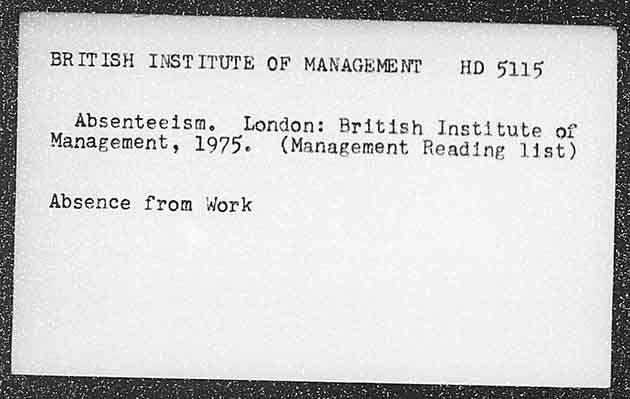 BRITISH INSTITUTE OF MANAGEMENT HD 5115
Absenteeism. London: British Institute of
Management, 1975. (Management Reading list)
Absence from Work